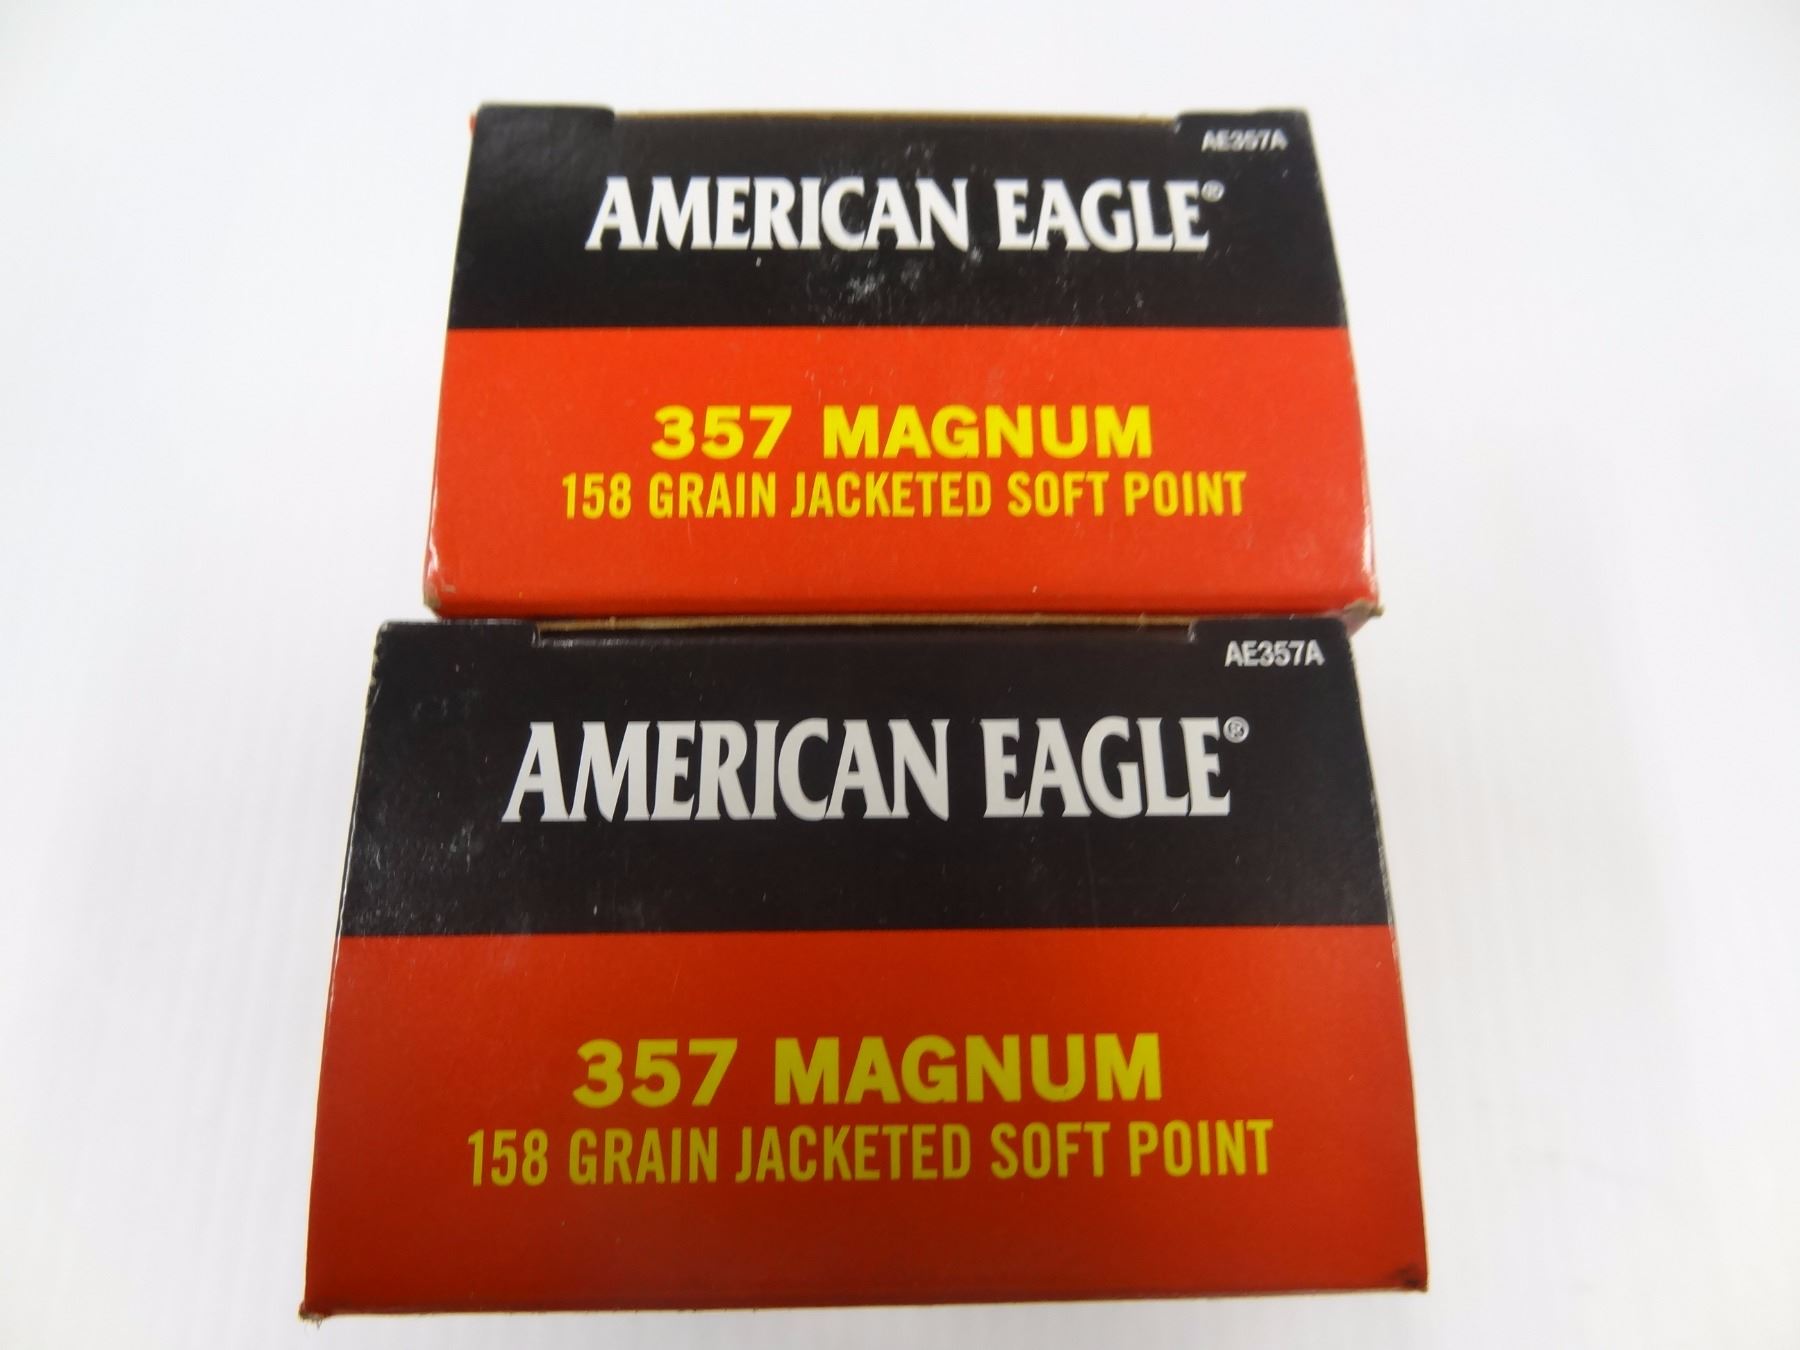 AE357A
AMERICAN EAGLE®
357 MAGNUM
158 GRAIN JACKETED SOFT POINT
AE357A
AMERICAN EAGLE®
357 MAGNUM
158 GRAIN JACKETED SOFT POINT